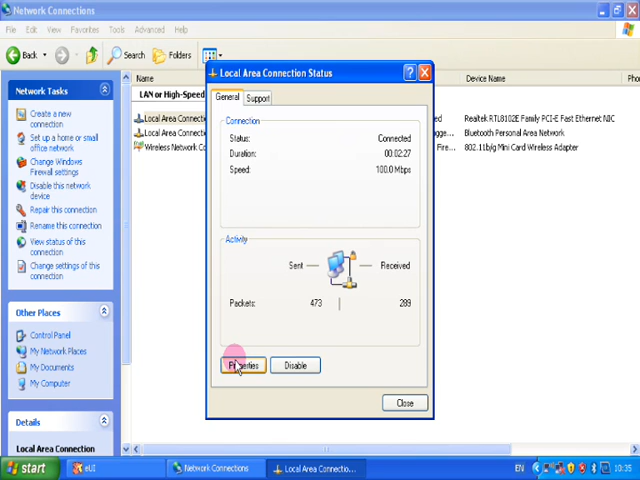 Network Connections
File Edit View Favorites Tools Advanced Help
Back Search Folders
Network Tasks
Create a new
connection
Set up a home or small
office network
Change Windows
Firewall settings
Disable this network
device
Repair this connection
Rename this connection
View status of this
connection
Change settings of this
connection
Other Places
Control Panel
My Network Places
My Documents
My Computer
Details
Local Area Connection
Name Device Name Pho
LAN or High-Speed
Local Area Connecti Realtek RTL8102E Family PCI-E Fast Ethernet NIC
Local Area Connec Bluetooth Personal Area Network
Wireless Network Co 802.11b/g Mini Card Wireless Adapter
Local Area Connection Status
General Support
Connection
Status: Connected
Duration: 00:02:27
Speed: 100.0 Mbps
Activity
Sent Received
Packets: 473 289
Properties Disable
Close
start eUI Network Connections Local Area Connectio... EN 10:35